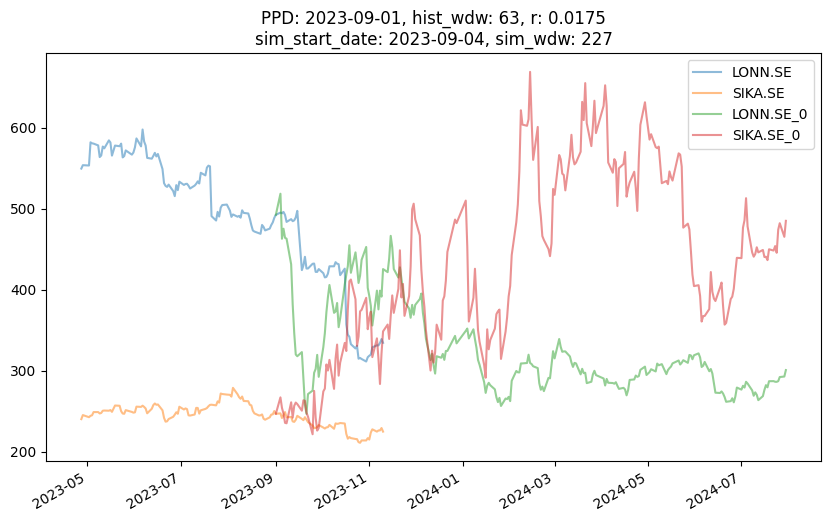 PPD: 2023-09-01, hist_wdw: 63, r: 0.0175
sim_start_date: 2023-09-04, sim_wdw: 227
LONN.SE
SIKA.SE
LONN.SE_0
SIKA.SE_0
600
500
400
300
200
2023-05
2023-07
2023-09
2023-11
2024-01
2024-03
2024-05
2024-07